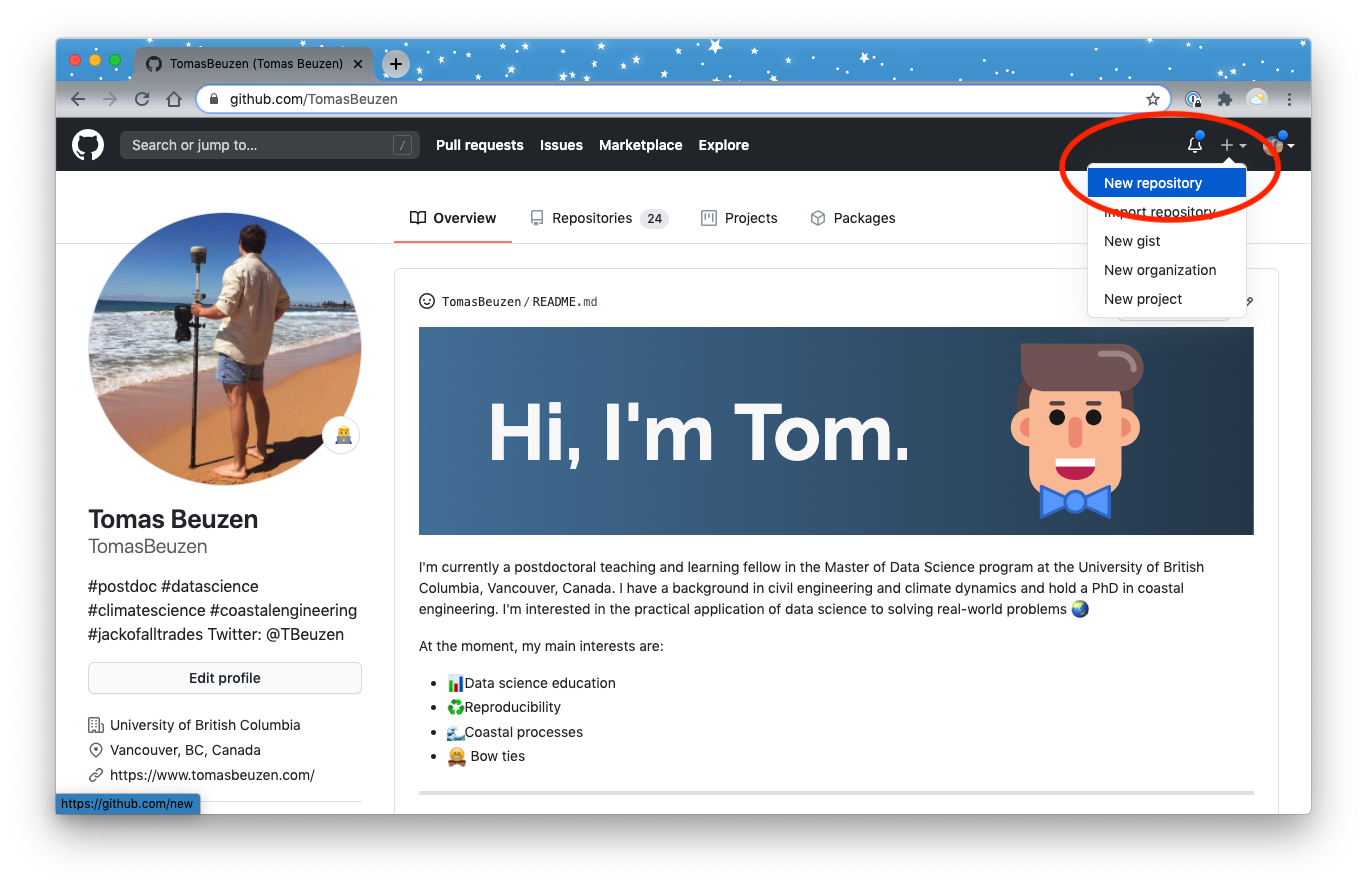 TomasBeuzen (Tomas Beuzen)
github.com/TomasBeuzen
Search or jump to... /
Pull requests Issues Marketplace Explore
New repository
Import repository
New gist
New organization
New project
Overview Repositories 24 Projects Packages
TomasBeuzen/README.md
Hi, I'm Tom.
Tomas Beuzen
TomasBeuzen
#postdoc #datascience
#climatescience #coastalengineering
#jackofalltrades Twitter: @TBeuzen
Edit profile
University of British Columbia
Vancouver, BC, Canada
https://www.tomasbeuzen.com/
I'm currently a postdoctoral teaching and learning fellow in the Master of Data Science program at the University of British
Columbia, Vancouver, Canada. I have a background in civil engineering and climate dynamics and hold a PhD in coastal
engineering. I'm interested in the practical application of data science to solving real-world problems 🌏
At the moment, my main interests are:
• 📊Data science education
• ♻️Reproducibility
• 🌊Coastal processes
• Bow ties
https://github.com/new